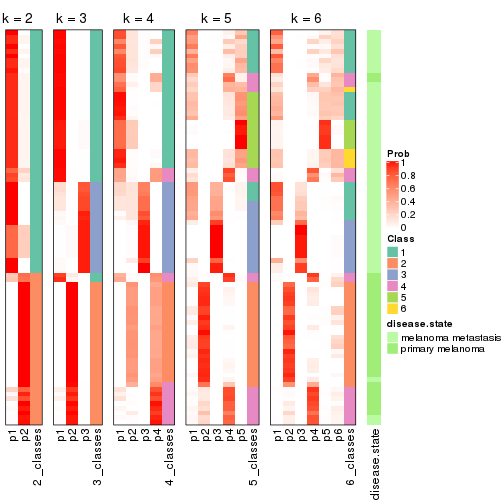 k = 2 k = 3 k = 4 k = 5 k = 6
Prob
1
0.8
0.6
0.4
0.2
0
Class
1
2
3
4
5
6
disease.state
melanoma metastasis
primary melanoma
p1 p2 2_classes p1 p2 p3 3_classes p1 p2 p3 p4 4_classes p1 p2 p3 p4 p5 5_classes p1 p2 p3 p4 p5 p6 6_classes disease.state